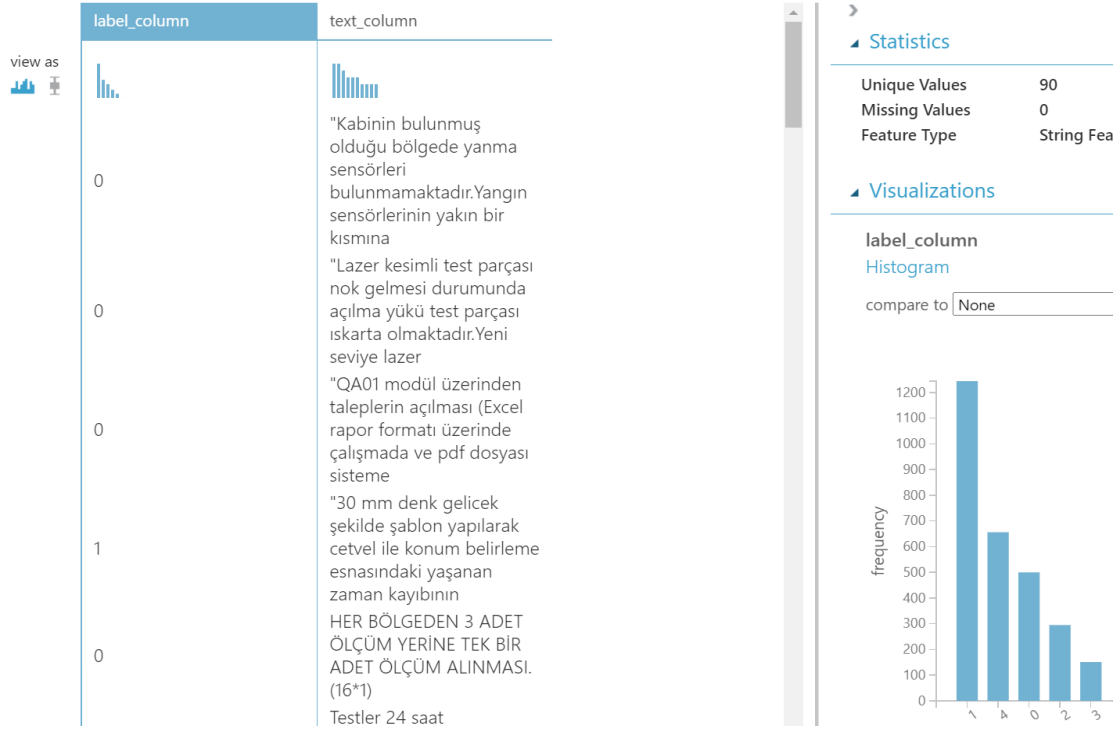 label_column
text_column
view as
0
"Kabinin bulunmuş
olduğu bölgede yanma
sensörleri
bulunmamaktadır.Yangın
sensörlerinin yakın bir
kısmına
0
"Lazer kesimli test parçası
nok gelmesi durumunda
açılma yükü test parçası
ıskarta olmaktadır.Yeni
seviye lazer
0
"QA01 modül üzerinden
taleplerin açılması (Excel
rapor formatı üzerinde
çalışmada ve pdf dosyası
sisteme
1
"30 mm denk gelicek
şekilde şablon yapılarak
cetvel ile konum belirleme
esnasındaki yaşanan
zaman kayıbının
0
HER BÖLGEDEN 3 ADET
ÖLÇÜM YERİNE TEK BİR
ADET ÖLÇÜM ALINMASI.
(16*1)
Testler 24 saat
Statistics
Unique Values 90
Missing Values 0
Feature Type String Fea
Visualizations
label_column
Histogram
compare to None
frequency
1200
1100
1000
900
800
700
600
500
400
300
200
100
0
1 4 0 2 3